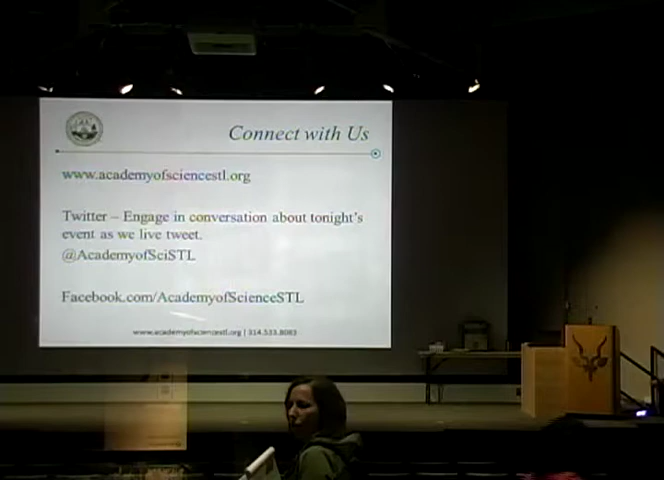 Connect with Us
www.academyofsciencestl.org
Twitter – Engage in conversation about tonight's
event as we live tweet.
@AcademyofSciSTL
Facebook.com/AcademyofScienceSTL
www.academyofsciencestl.org | 314.533.8083